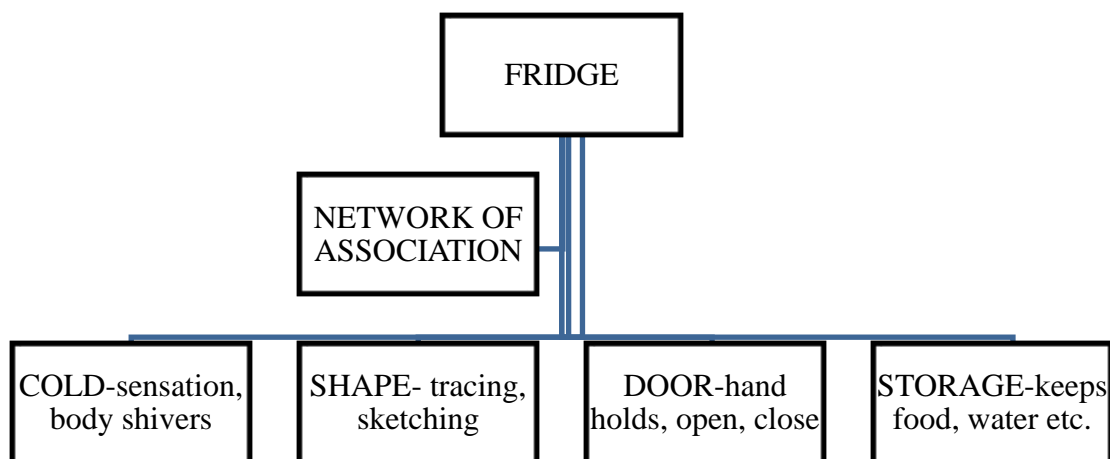 FRIDGE
NETWORK OF
ASSOCIATION
COLD-sensation,
body shivers
SHAPE- tracing,
sketching
DOOR-hand
holds, open, close
STORAGE-keeps
food, water etc.